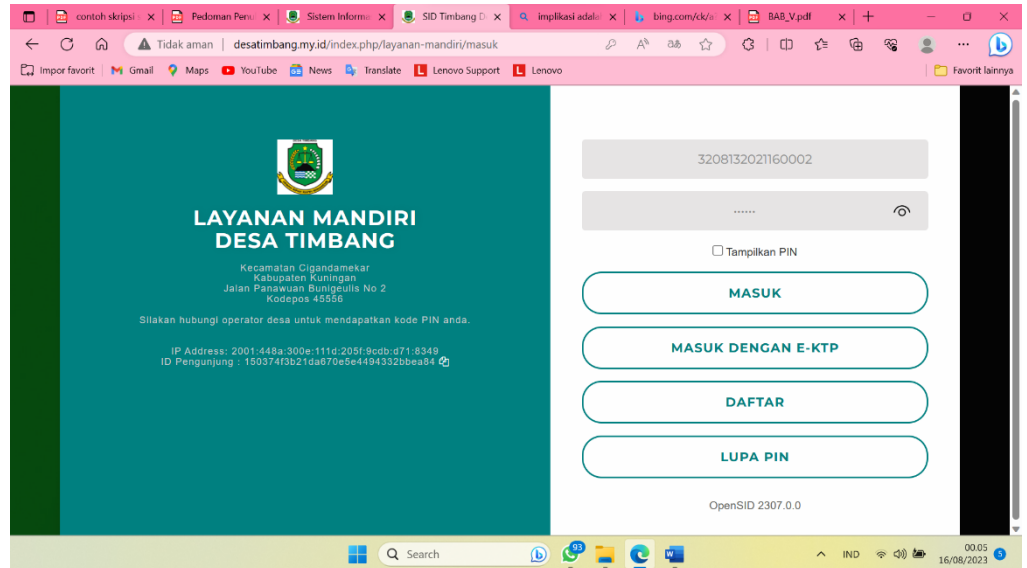 contoh skripsi
Pedoman Penul
Sistem Informa
SID Timbang D
implikasi adalah
bing.com/ck/a
BAB_V.pdf
Tidak aman
desatimbang.my.id/index.php/layanan-mandiri/masuk
Impor favorit
Gmail
Maps
YouTube
News
Translate
Lenovo Support
Lenovo
Favorit lainnya
LAYANAN MANDIRI
DESA TIMBANG
Kecamatan Cigandamekar
Kabupaten Kuningan
Jalan Panawuan Bunigeulis No 2
Kodepos 45556
Silakan hubungi operator desa untuk mendapatkan kode PIN anda.
IP Address: 2001:448a:300e:111d:205f:9cdb:d71:8349
ID Pengunjung : 150374f3b21da670e5e4494332bbea84
3208132021160002
······
Tampilkan PIN
MASUK
MASUK DENGAN E-KTP
DAFTAR
LUPA PIN
OpenSID 2307.0.0
Search
93
IND
00.05
16/08/2023
5